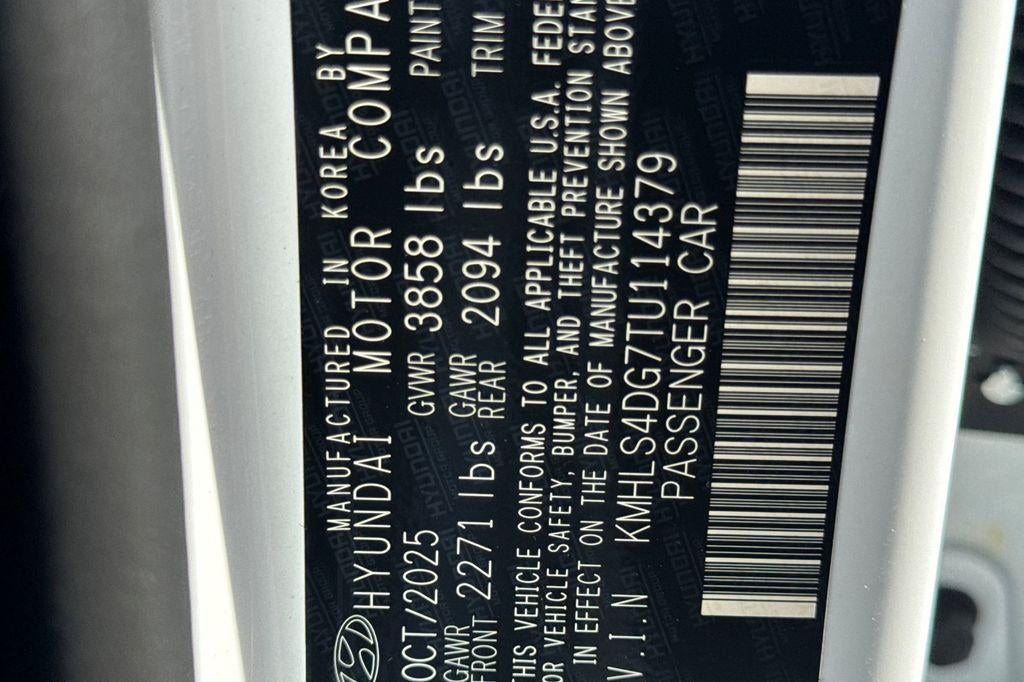 MANUFACTURED IN KOREA BY
HYUNDAI MOTOR COMPA
OCT/2025 GVWR 3858 lbs PAINT
GAWR FRONT 2271 lbs GAWR REAR 2094 lbs TRIM
THIS VEHICLE CONFORMS TO ALL APPLICABLE U.S.A. FEDE
OR VEHICLE SAFETY, BUMPER, AND THEFT PREVENTION STAN
IN EFFECT ON THE DATE OF MANUFACTURE SHOWN ABOVE
V.I.N KMHLS4DG7TU114379
PASSENGER CAR